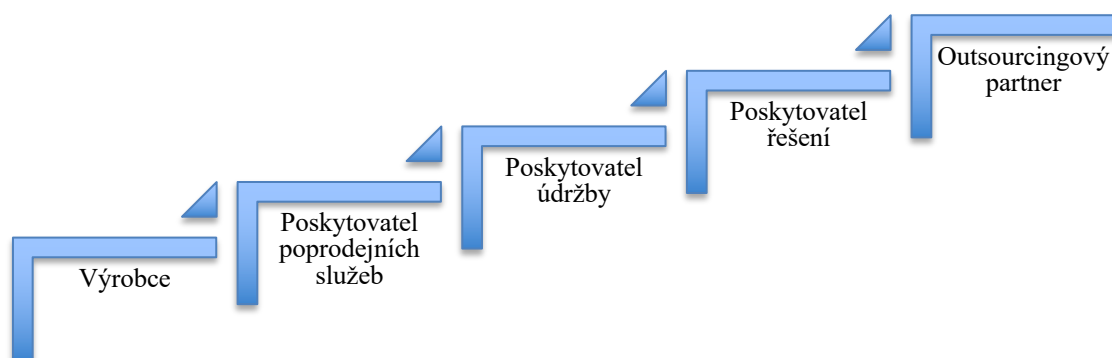 Výrobce
Poskytovatel
poprodejních
služeb
Poskytovatel
údržby
Poskytovatel
řešení
Outsourcingový
partner